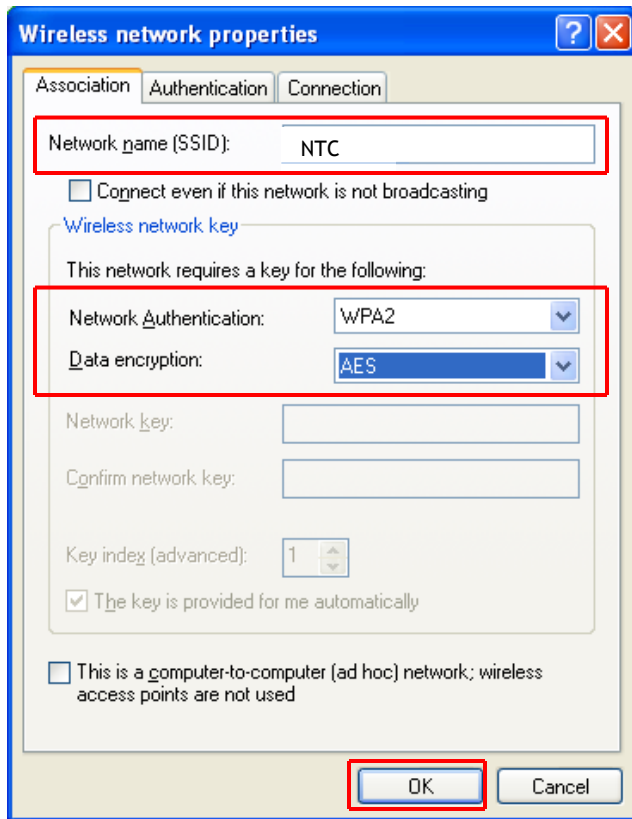 Wireless network properties
?
Association Authentication Connection
Network name (SSID): NTC
Connect even if this network is not broadcasting
Wireless network key
This network requires a key for the following:
Network Authentication: WPA2
Data encryption: AES
Network key:
Confirm network key:
Key index (advanced): 1
The key is provided for me automatically
This is a computer-to-computer (ad hoc) network; wireless
access points are not used
OK Cancel